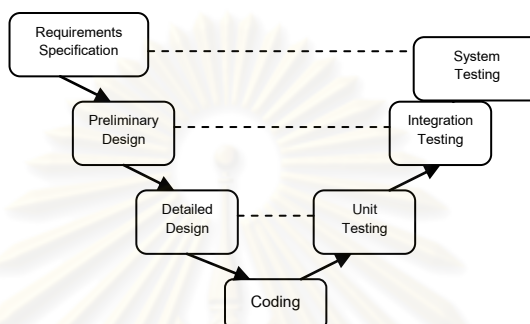 Requirements
Specification
System
Testing
Preliminary
Design
Integration
Testing
Detailed
Design
Unit
Testing
Coding